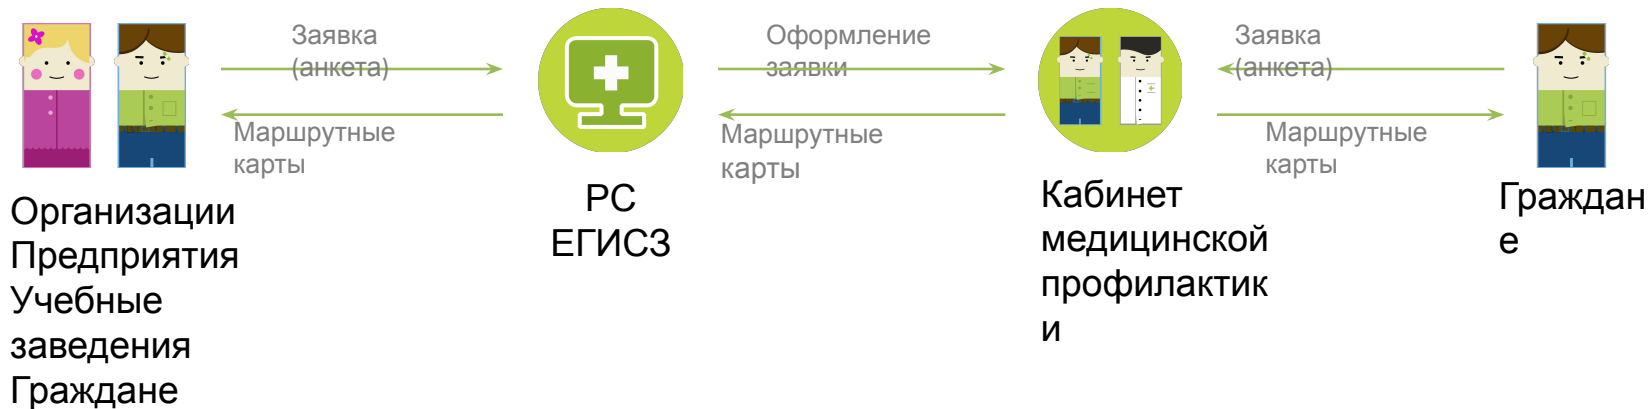 Заявка
(анкета)
Маршрутные
карты
Оформление
заявки
Маршрутные
карты
Заявка
(анкета)
Маршрутные
карты
Организации
Предприятия
Учебные
заведения
Граждане
РС
ЕГИСЗ
Кабинет
медицинской
профилактик
и
Граждан
е